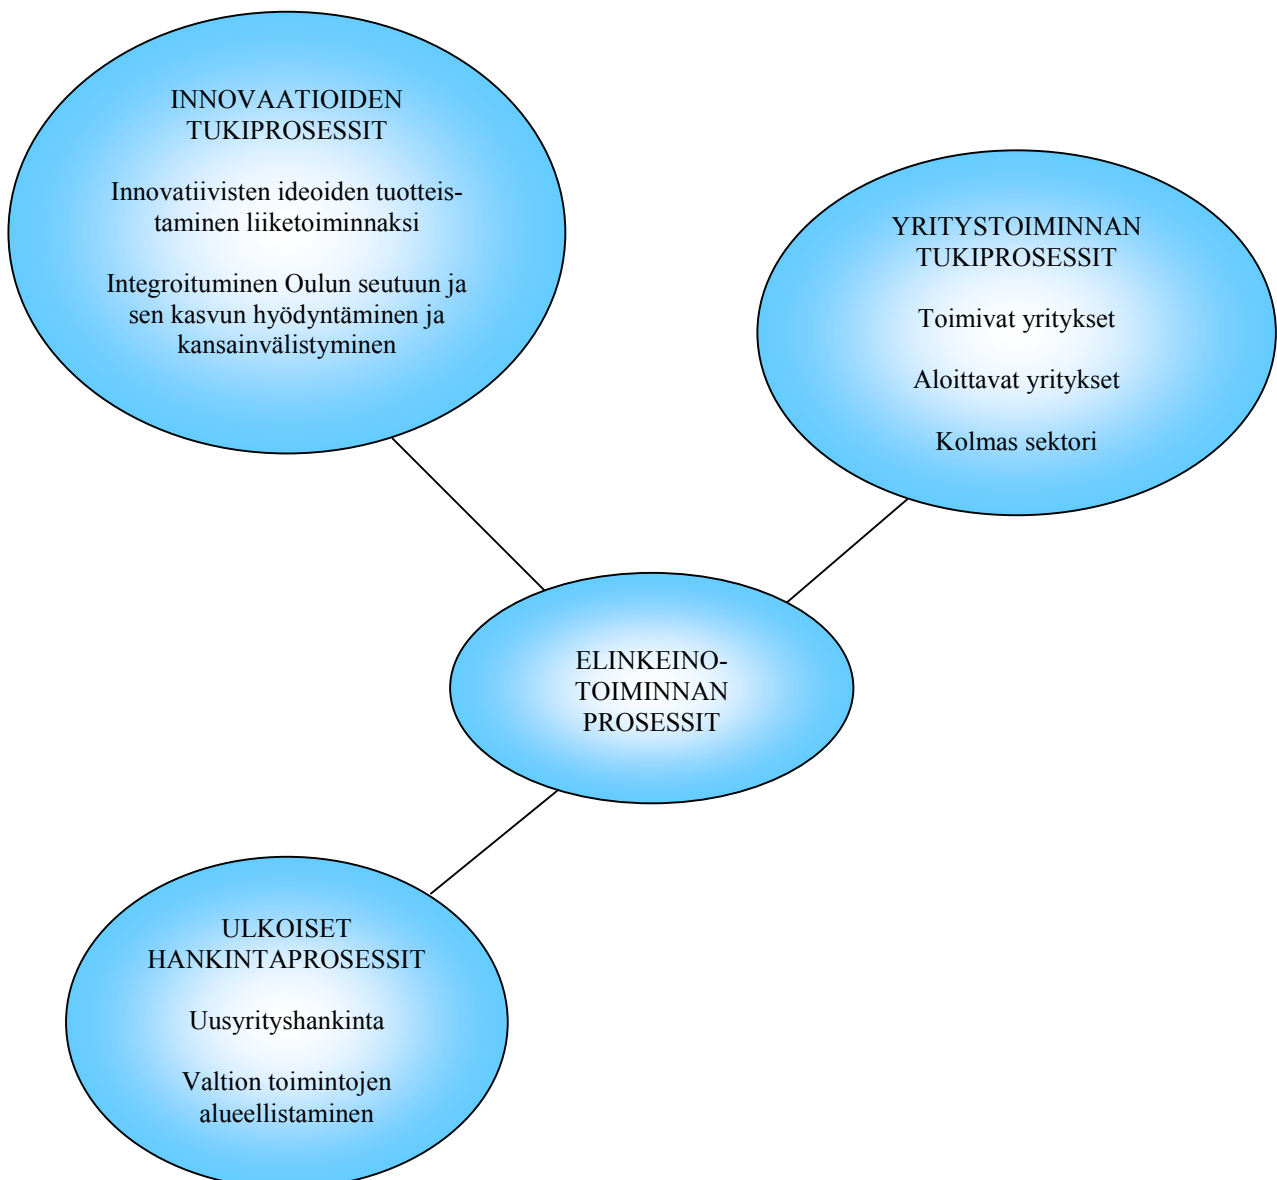 INNOVAATIOIDEN
TUKIPROSESSIT
Innovatiivisten ideoiden tuotteis-
taminen liiketoiminnaksi
Integroituminen Oulun seutuun ja
sen kasvun hyödyntäminen ja
kansainvälistyminen
YRITYSTOIMINNAN
TUKIPROSESSIT
Toimivat yritykset
Aloittavat yritykset
Kolmas sektori
ELINKEINO-
TOIMINNAN
PROSESSIT
ULKOISET
HANKINTAPROSESSIT
Uusyrityshankinta
Valtion toimintojen
alueellistaminen